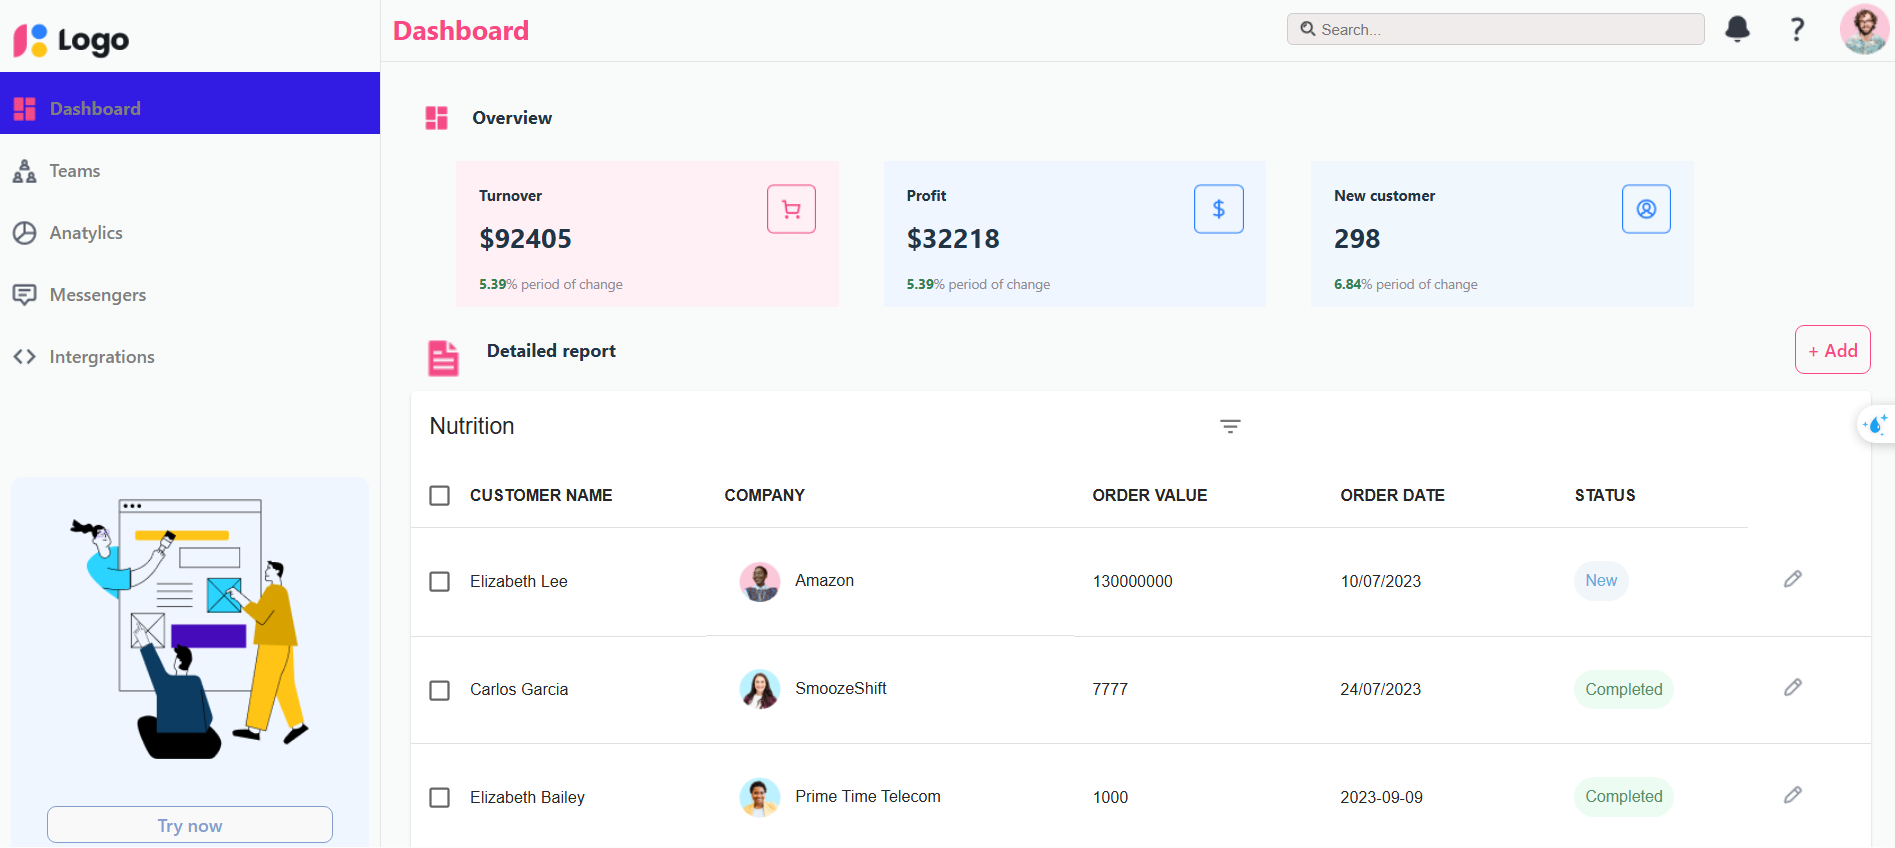 Logo
Dashboard
Search...
Dashboard
Teams
Anatylics
Messengers
Intergrations
Try now
Overview
Turnover
$92405
5.39% period of change
Profit
$32218
5.39% period of change
New customer
298
6.84% period of change
Detailed report
+ Add
Nutrition
CUSTOMER NAME COMPANY ORDER VALUE ORDER DATE STATUS
Elizabeth Lee Amazon 130000000 10/07/2023 New
Carlos Garcia SmoozeShift 7777 24/07/2023 Completed
Elizabeth Bailey Prime Time Telecom 1000 2023-09-09 Completed